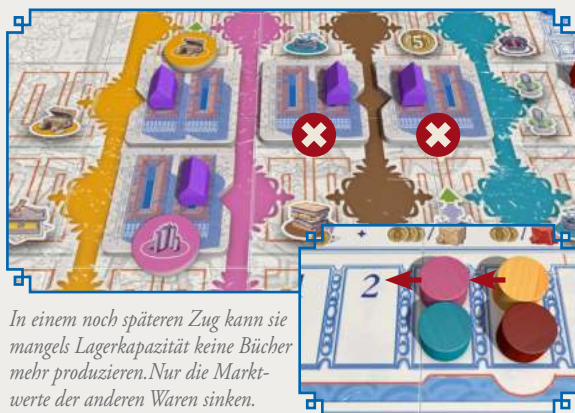 5
2
In einem noch späteren Zug kann sie
mangels Lagerkapazität keine Bücher
mehr produzieren.Nur die Markt-
werte der anderen Waren sinken.